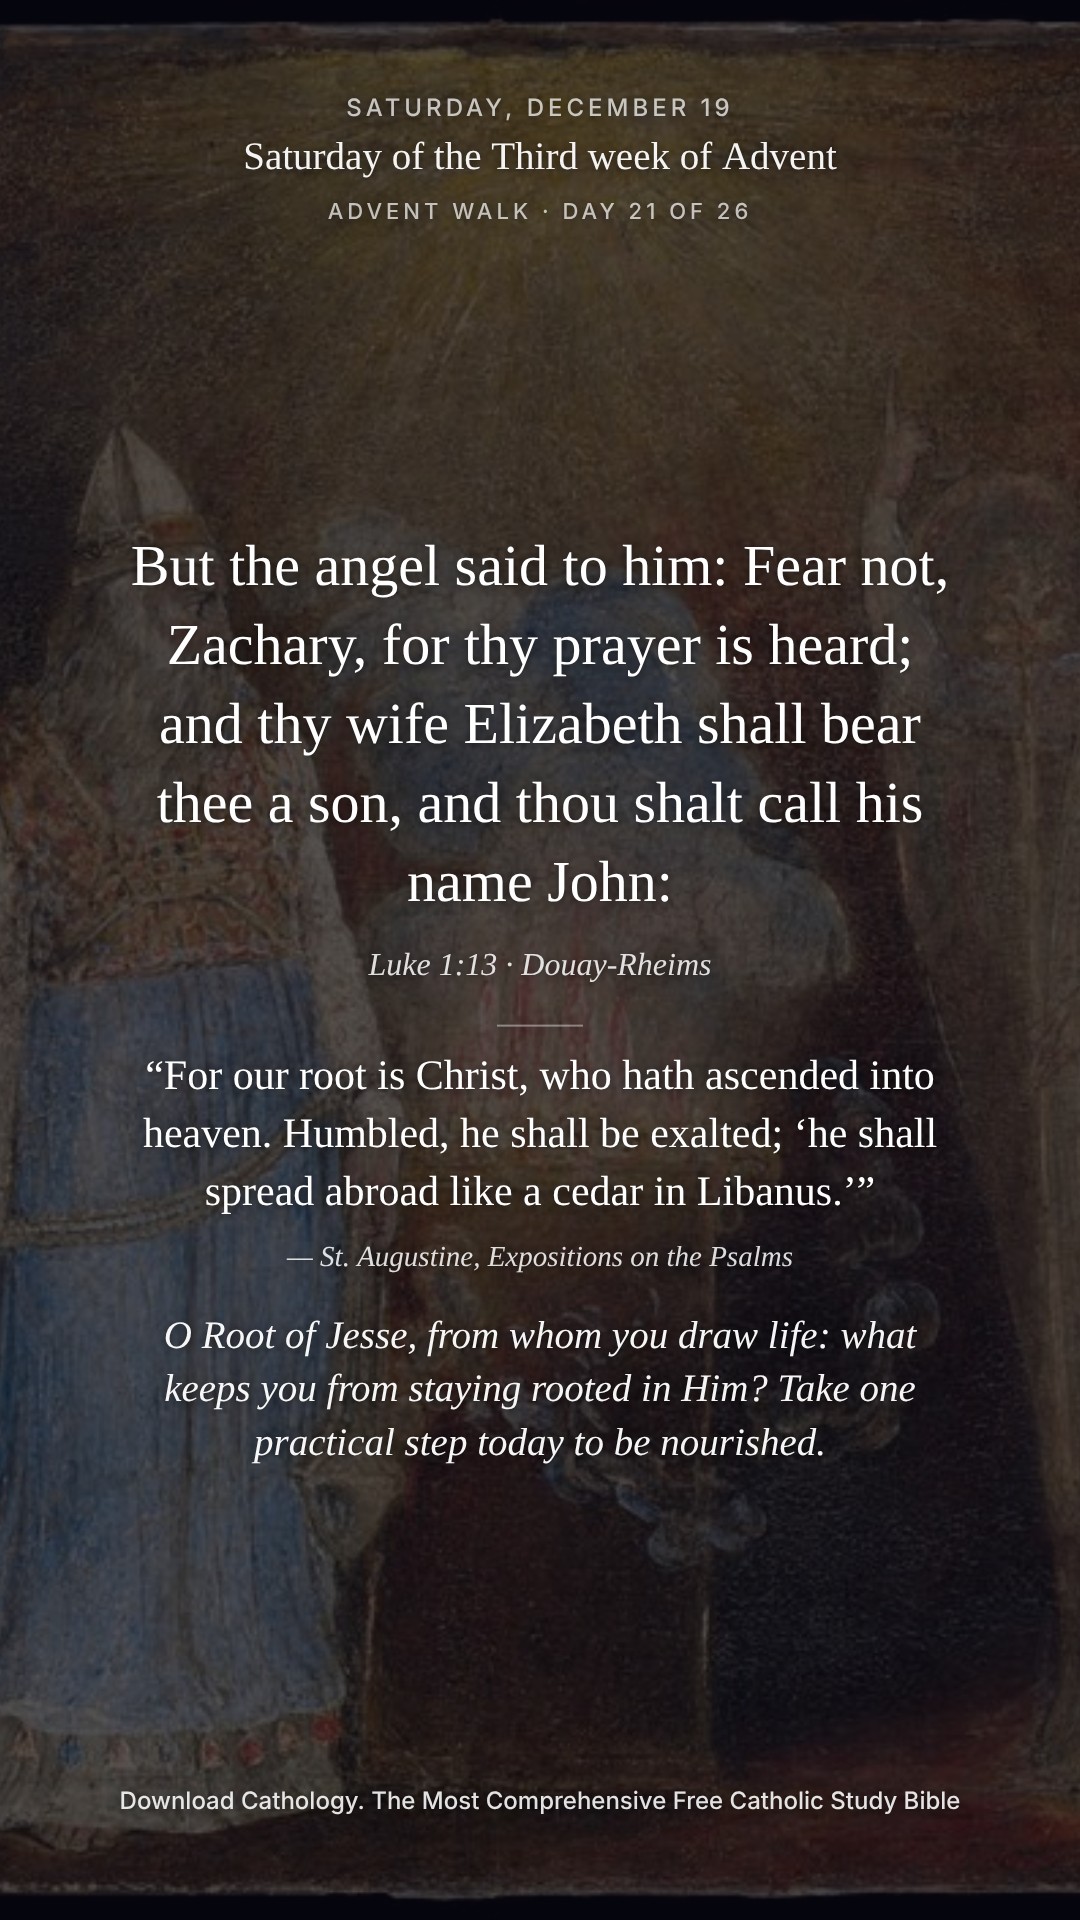 SATURDAY, DECEMBER 19
Saturday of the Third week of Advent
ADVENT WALK · DAY 21 OF 26
But the angel said to him: Fear not,
Zachary, for thy prayer is heard;
and thy wife Elizabeth shall bear
thee a son, and thou shalt call his
name John:
Luke 1:13 · Douay-Rheims
“For our root is Christ, who hath ascended into
heaven. Humbled, he shall be exalted; ‘he shall
spread abroad like a cedar in Libanus.’”
— St. Augustine, Expositions on the Psalms
O Root of Jesse, from whom you draw life: what
keeps you from staying rooted in Him? Take one
practical step today to be nourished.
Download Cathology. The Most Comprehensive Free Catholic Study Bible